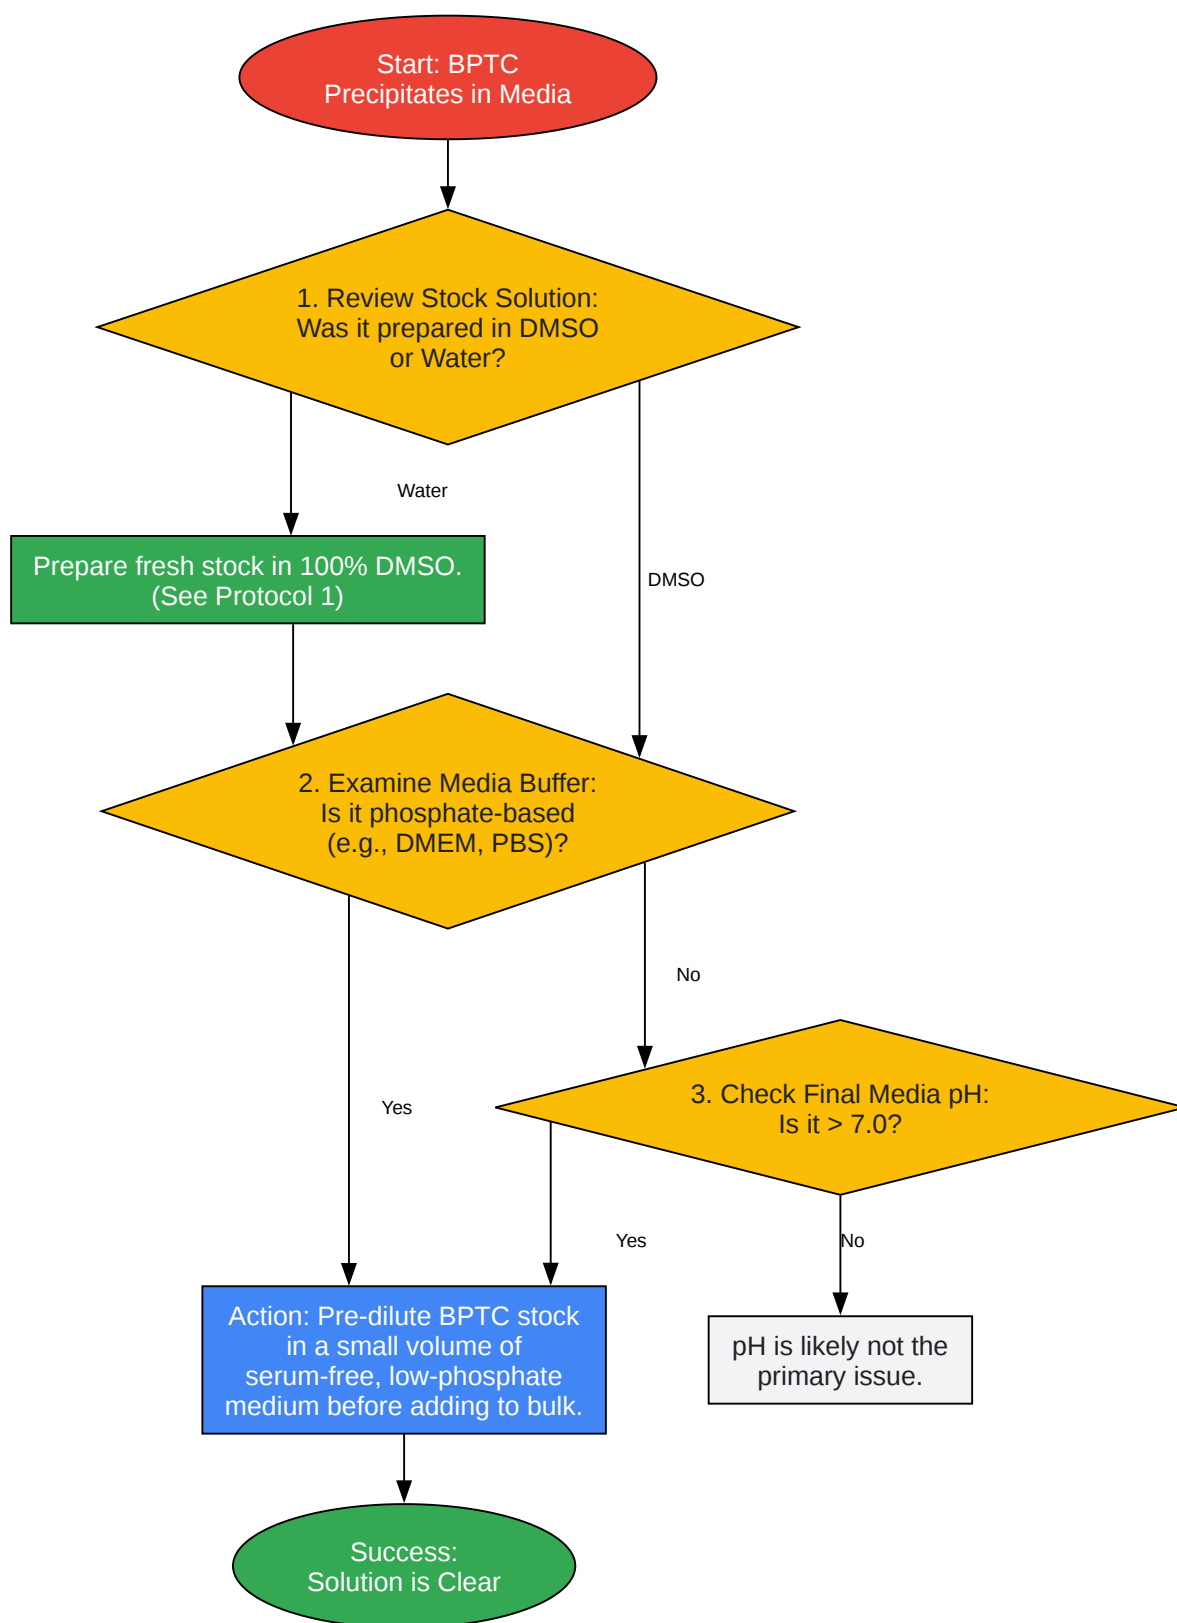 Start: BPTC
Precipitates in Media
1. Review Stock Solution:
Was it prepared in DMSO
or Water?
Water
Prepare fresh stock in 100% DMSO.
(See Protocol 1)
DMSO
2. Examine Media Buffer:
Is it phosphate-based
(e.g., DMEM, PBS)?
No
3. Check Final Media pH:
Is it > 7.0?
Yes
Yes
No
Action: Pre-dilute BPTC stock
in a small volume of
serum-free, low-phosphate
medium before adding to bulk.
pH is likely not the
primary issue.
Success:
Solution is Clear